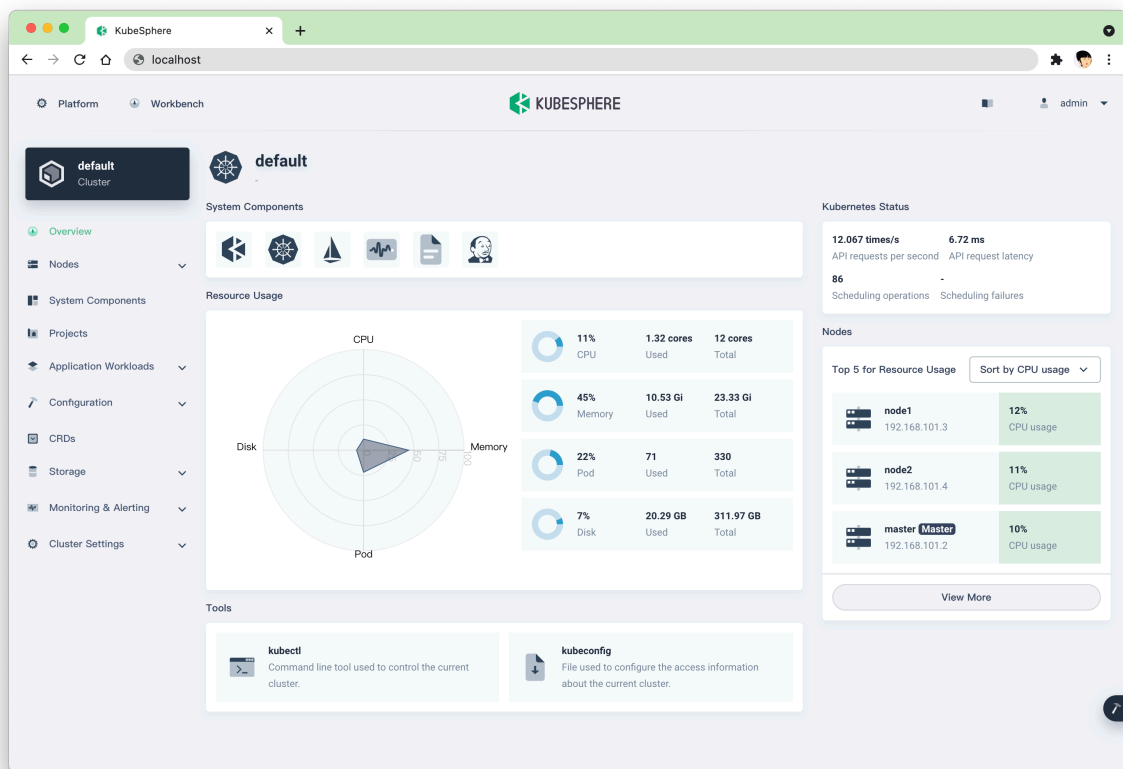 KubeSphere
localhost
Platform
Workbench
KUBESPHERE
admin
default
Cluster
Overview
Nodes
System Components
Projects
Application Workloads
Configuration
CRDs
Storage
Monitoring & Alerting
Cluster Settings
default
-
System Components
Resource Usage
CPU
Disk
Memory
Pod
0
50
75
100
11% 1.32 cores 12 cores
CPU Used Total
45% 10.53 Gi 23.33 Gi
Memory Used Total
22% 71 330
Pod Used Total
7% 20.29 GB 311.97 GB
Disk Used Total
Tools
kubectl
Command line tool used to control the current
cluster.
kubeconfig
File used to configure the access information
about the current cluster.
Kubernetes Status
12.067 times/s 6.72 ms
API requests per second API request latency
86 -
Scheduling operations Scheduling failures
Nodes
Top 5 for Resource Usage Sort by CPU usage
node1 12%
192.168.101.3 CPU usage
node2 11%
192.168.101.4 CPU usage
master Master 10%
192.168.101.2 CPU usage
View More